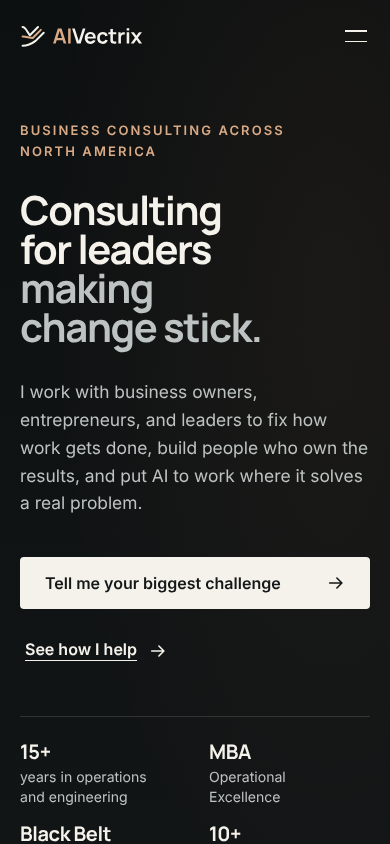 AIVectrix
BUSINESS CONSULTING ACROSS
NORTH AMERICA
Consulting
for leaders
making
change stick.
I work with business owners,
entrepreneurs, and leaders to fix how
work gets done, build people who own the
results, and put AI to work where it solves
a real problem.
Tell me your biggest challenge →
See how I help →
15+
years in operations
and engineering
MBA
Operational
Excellence
Black Belt
10+